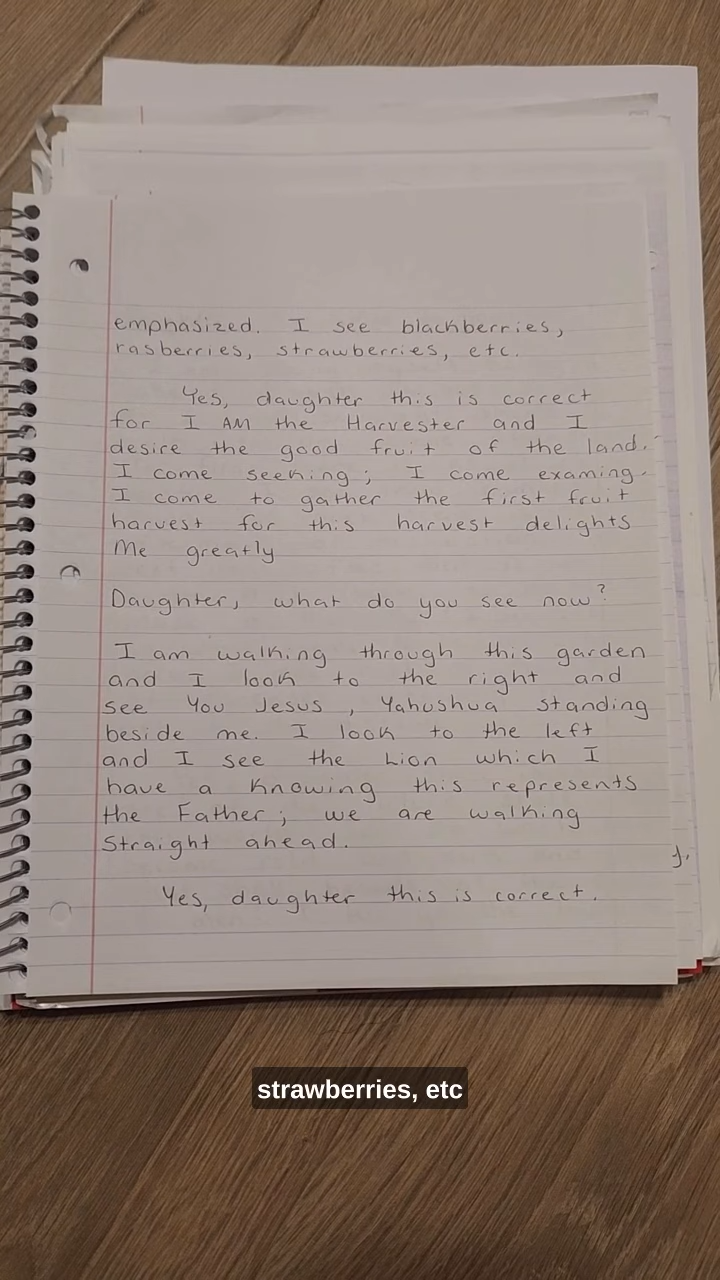 emphasized. I see blackberries,
rasberries, strawberries, etc.
Yes, daughter this is correct
for I AM the Harvester and I
desire the good fruit of the land.
I come seeking; I come examing.
I come to gather the first fruit
harvest for this harvest delights
Me greatly
Daughter, what do you see now?
I am walking through this garden
and I look to the right and
see You Jesus, Yahushua standing
beside me. I look to the left
and I see the Lion which I
have a knowing this represents
the Father; we are walking
Straight ahead.
Yes, daughter this is correct.
strawberries, etc